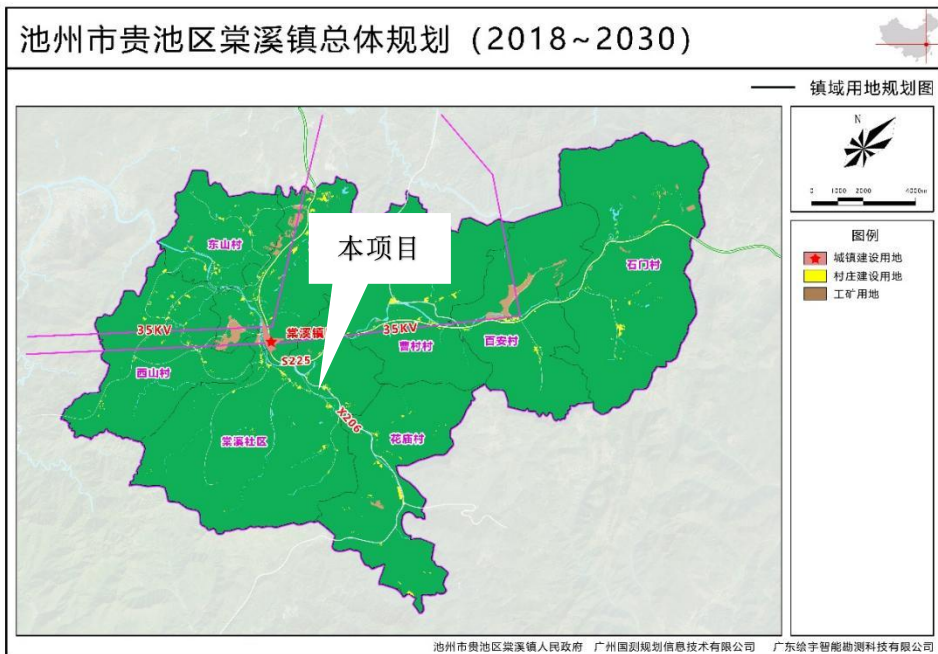 池州市贵池区棠溪镇总体规划（2018~2030）
镇域用地规划图
N
0 1000 2000 4000m
图例
城镇建设用地
村庄建设用地
工矿用地
东山村
本项目
石门村
35KV
棠溪镇
35KV
曹村村
百安村
S225
西山村
X206
棠溪社区
花庙村
池州市贵池区棠溪镇人民政府 广州国测规划信息技术有限公司 广东绘宇智能勘测科技有限公司